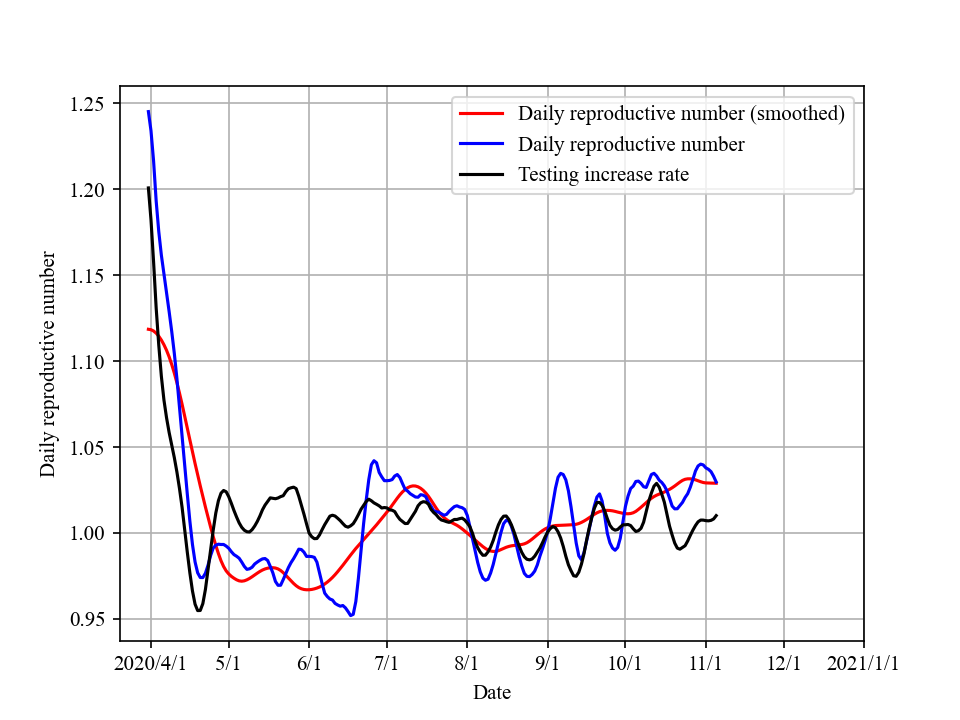 Daily reproductive number (smoothed)
Daily reproductive number
Testing increase rate
Daily reproductive number
1.25
1.20
1.15
1.10
1.05
1.00
0.95
2020/4/1 5/1 6/1 7/1 8/1 9/1 10/1 11/1 12/1 2021/1/1
Date